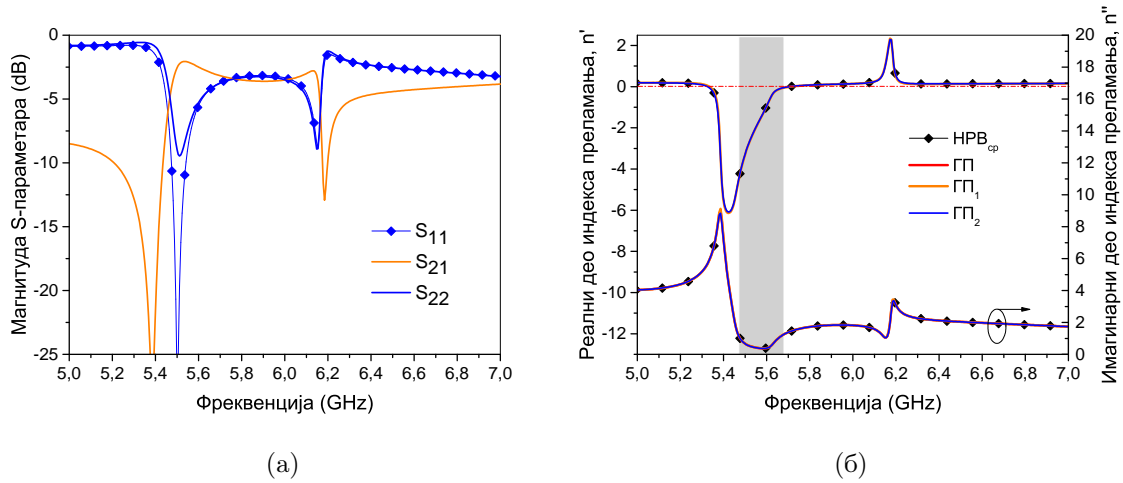 Магнитуда S-параметра (dB)
0
-5
-10
-15
-20
-25
S11
S21
S22
5,0 5,2 5,4 5,6 5,8 6,0 6,2 6,4 6,6 6,8 7,0
Фреквенција (GHz)
(а)
Реални део индекса преламања, n'
2
0
-2
-4
-6
-8
-10
-12
НРВср
ГП
ГП1
ГП2
20
18
16
14
12
10
8
6
4
2
0
Имагинарни део индекса преламања, n"
5,0 5,2 5,4 5,6 5,8 6,0 6,2 6,4 6,6 6,8 7,0
Фреквенција (GHz)
(б)